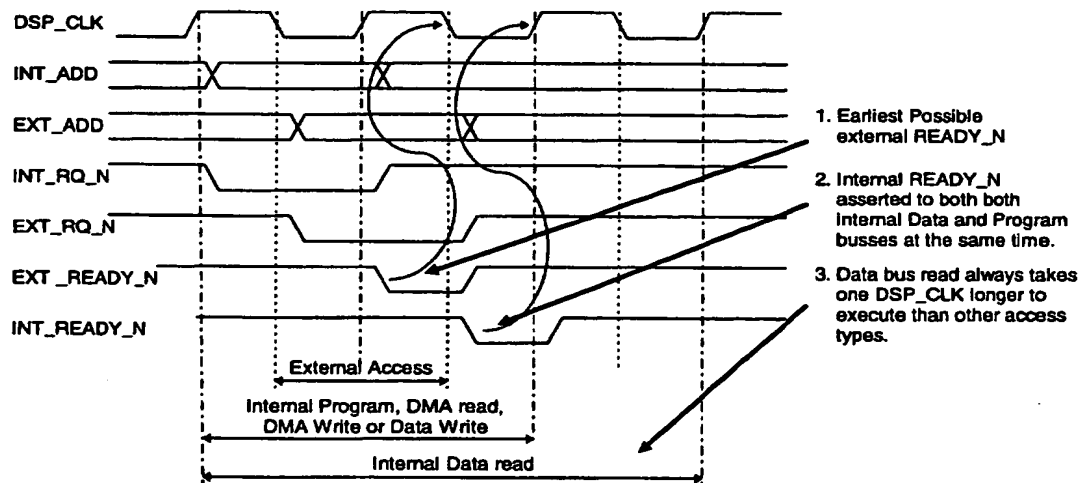 DSP_CLK
INT_ADD
EXT_ADD
INT_RQ_N
EXT_RQ_N
EXT _READY_N
INT_READY_N
1. Earliest Possible
external READY_N
2. Internal READY_N
asserted to both both
Internal Data and Program
busses at the same time.
3. Data bus read always takes
one DSP_CLK longer to
execute than other access
types.
External Access
Internal Program, DMA read,
DMA Write or Data Write
Internal Data read